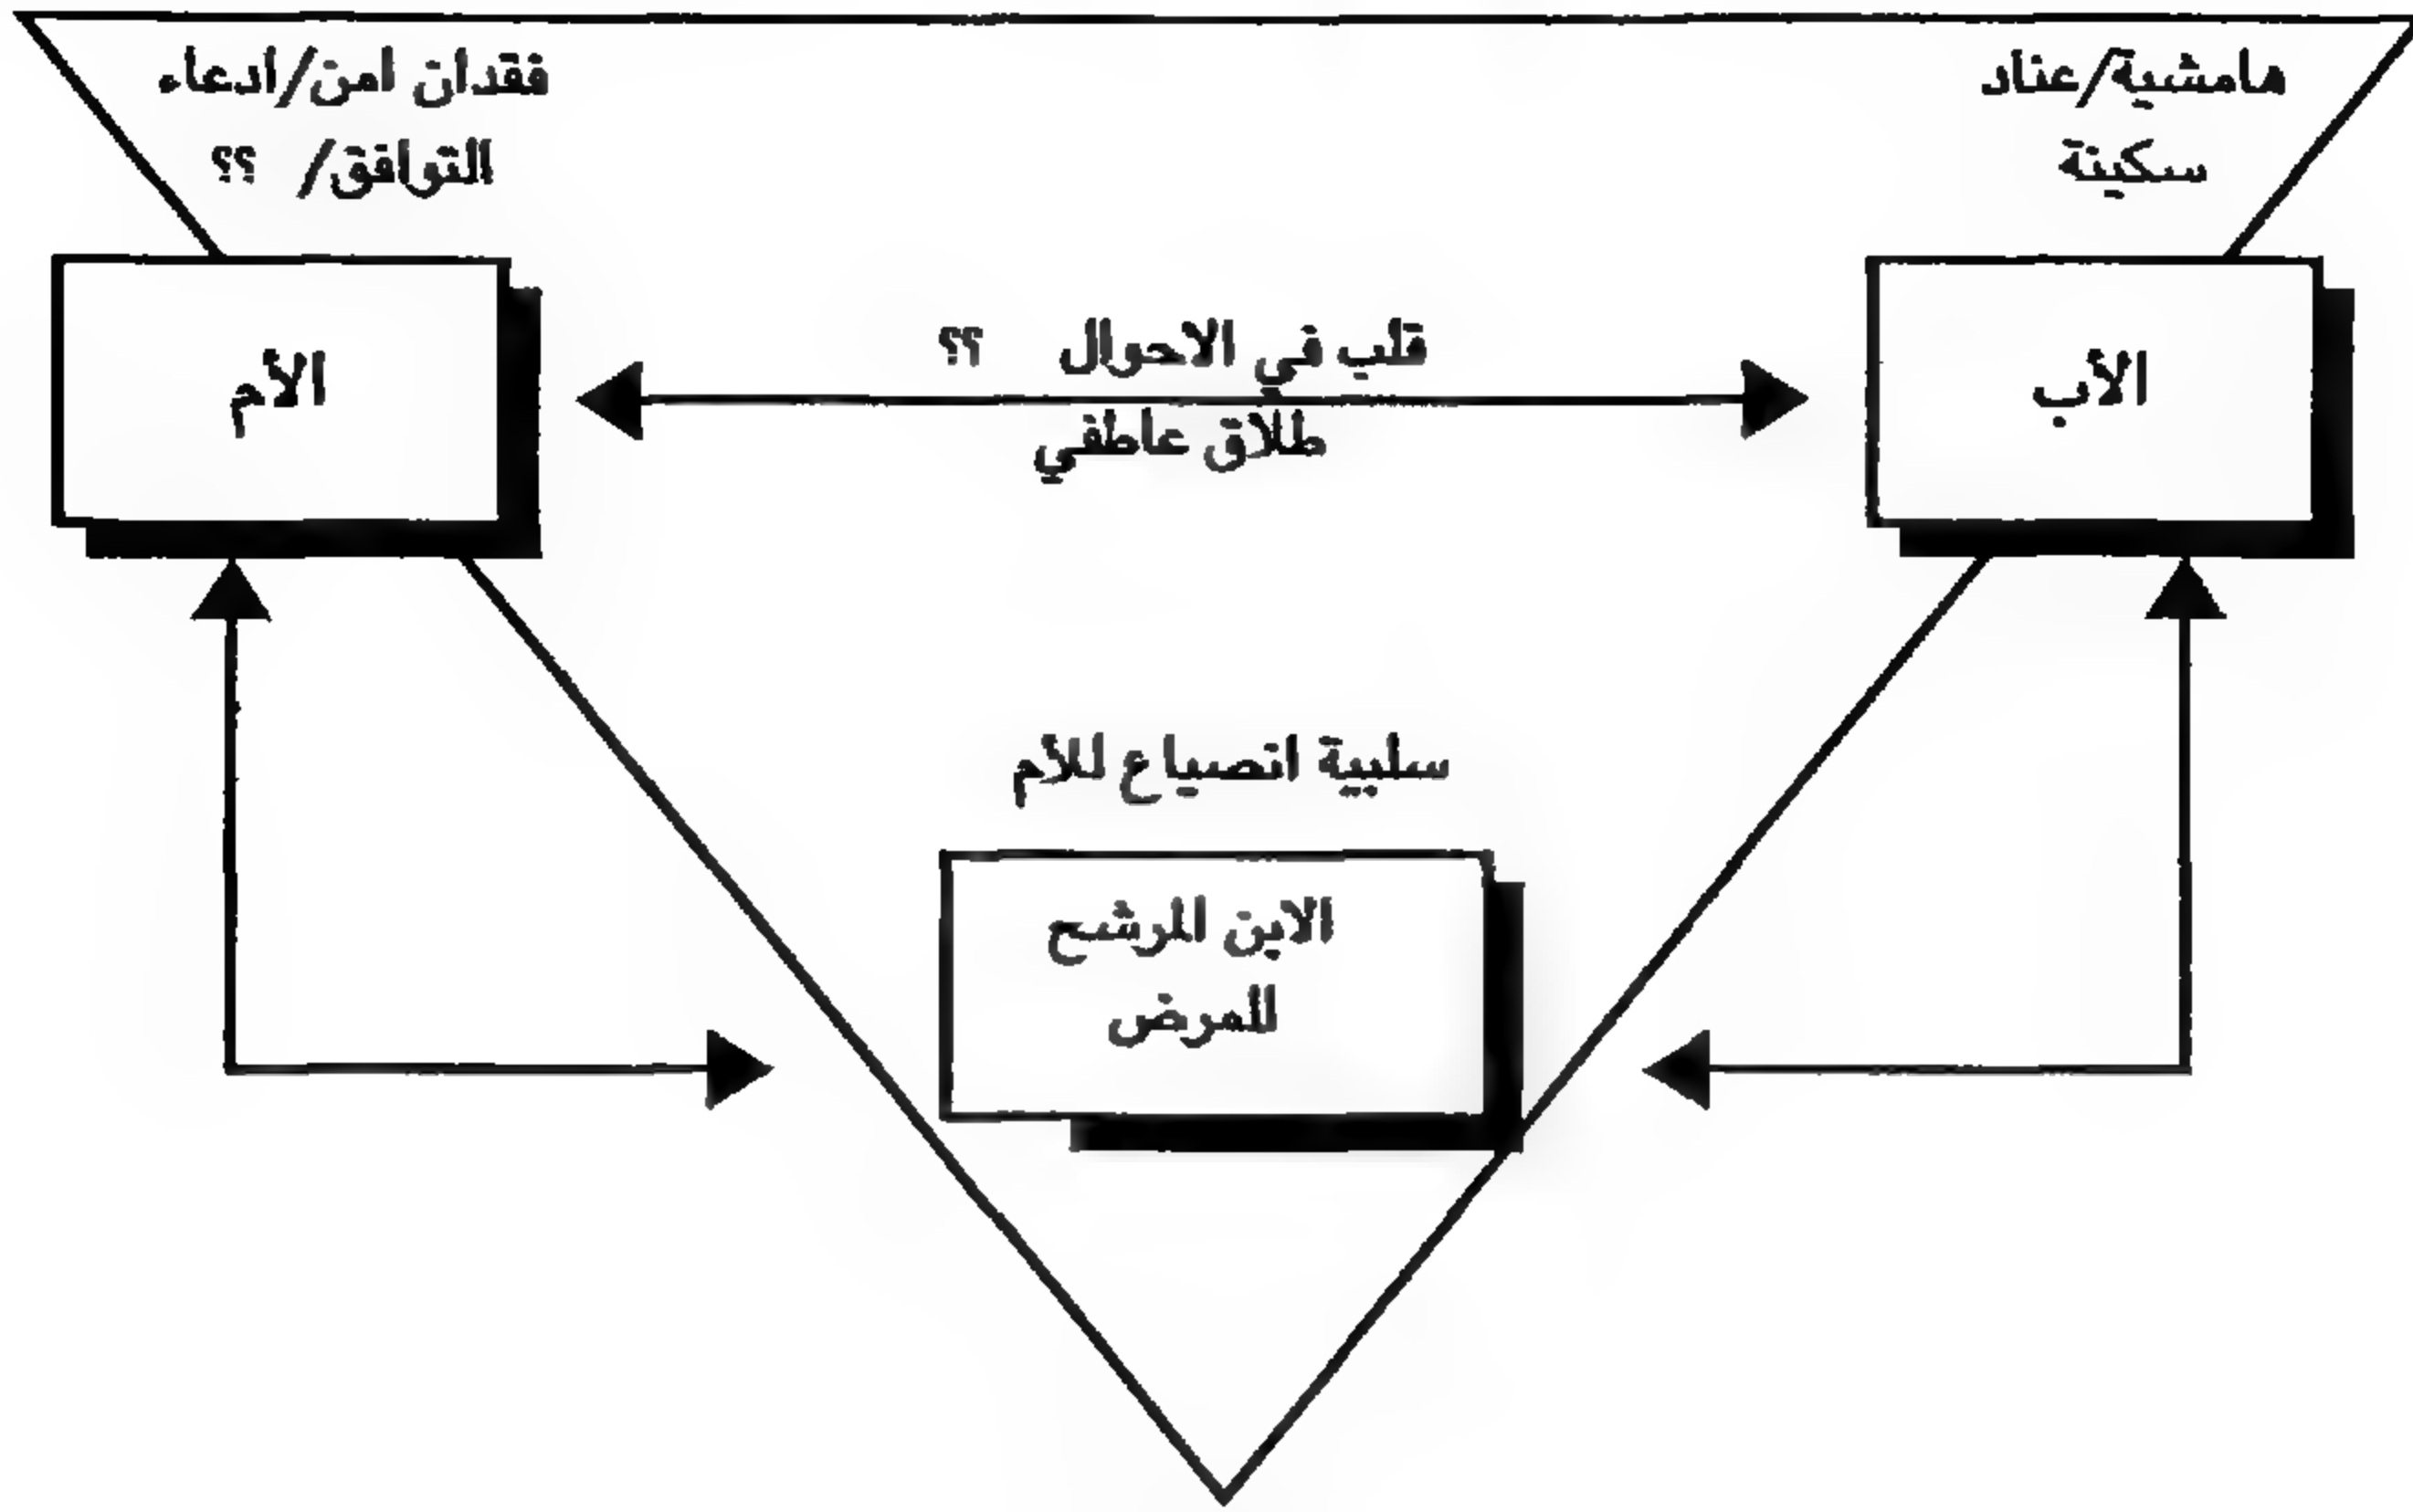 هامشية/عناد
سكينة
فقدان امن/ادعاء
التوافق/ ؟؟
الأب
قلب في الاحوال ؟؟
طلاق عاطفي
الأم
سلبية انصياع للأم
الابن المرشح
للمرض